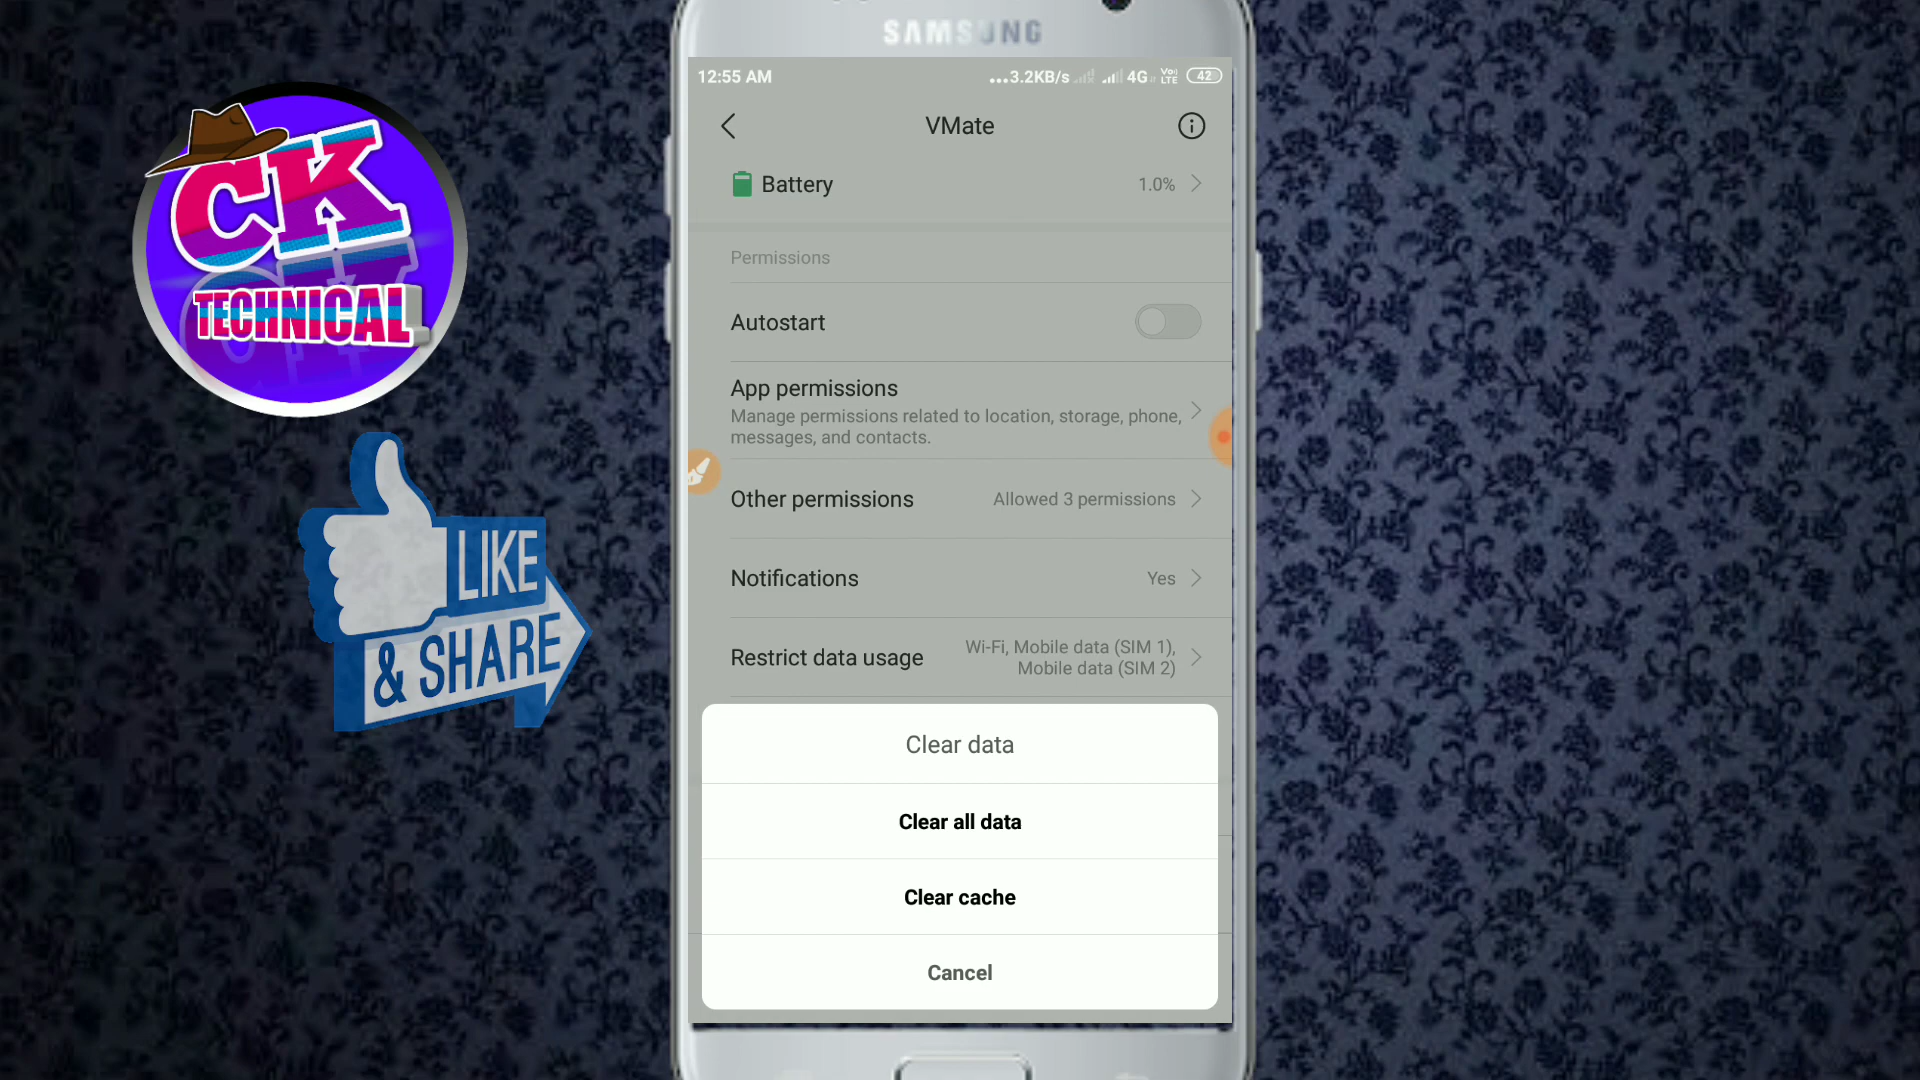 SAMSUNG
12:55 AM
...3.2KB/s 4G Vo LTE 42
VMate
Battery
1.0%
Permissions
Autostart
App permissions
Manage permissions related to location, storage, phone,
messages, and contacts.
Other permissions
Allowed 3 permissions
Notifications
Yes
Restrict data usage
Wi-Fi, Mobile data (SIM 1),
Mobile data (SIM 2)
Clear data
Clear all data
Clear cache
Cancel
CK
TECHNICAL
LIKE
& SHARE